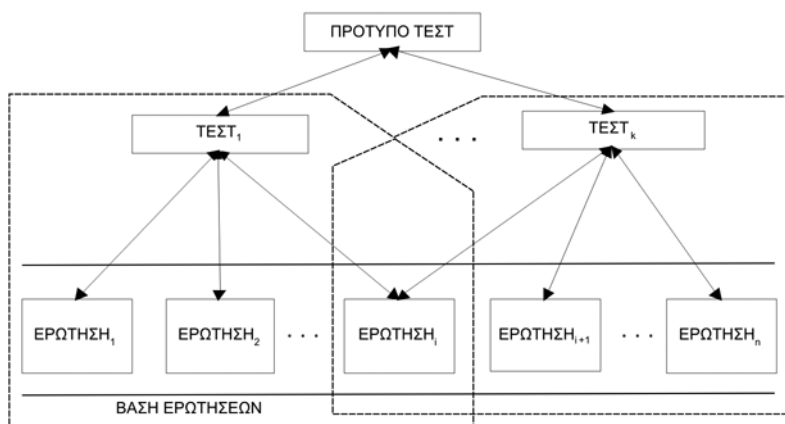 ΠΡΟΤΥΠΟ ΤΕΣΤ
ΤΕΣΤ1
. . .
ΤΕΣΤk
ΕΡΩΤΗΣΗ1
ΕΡΩΤΗΣΗ2
. . .
ΕΡΩΤΗΣΗi
ΕΡΩΤΗΣΗi+1
. . .
ΕΡΩΤΗΣΗn
ΒΑΣΗ ΕΡΩΤΗΣΕΩΝ